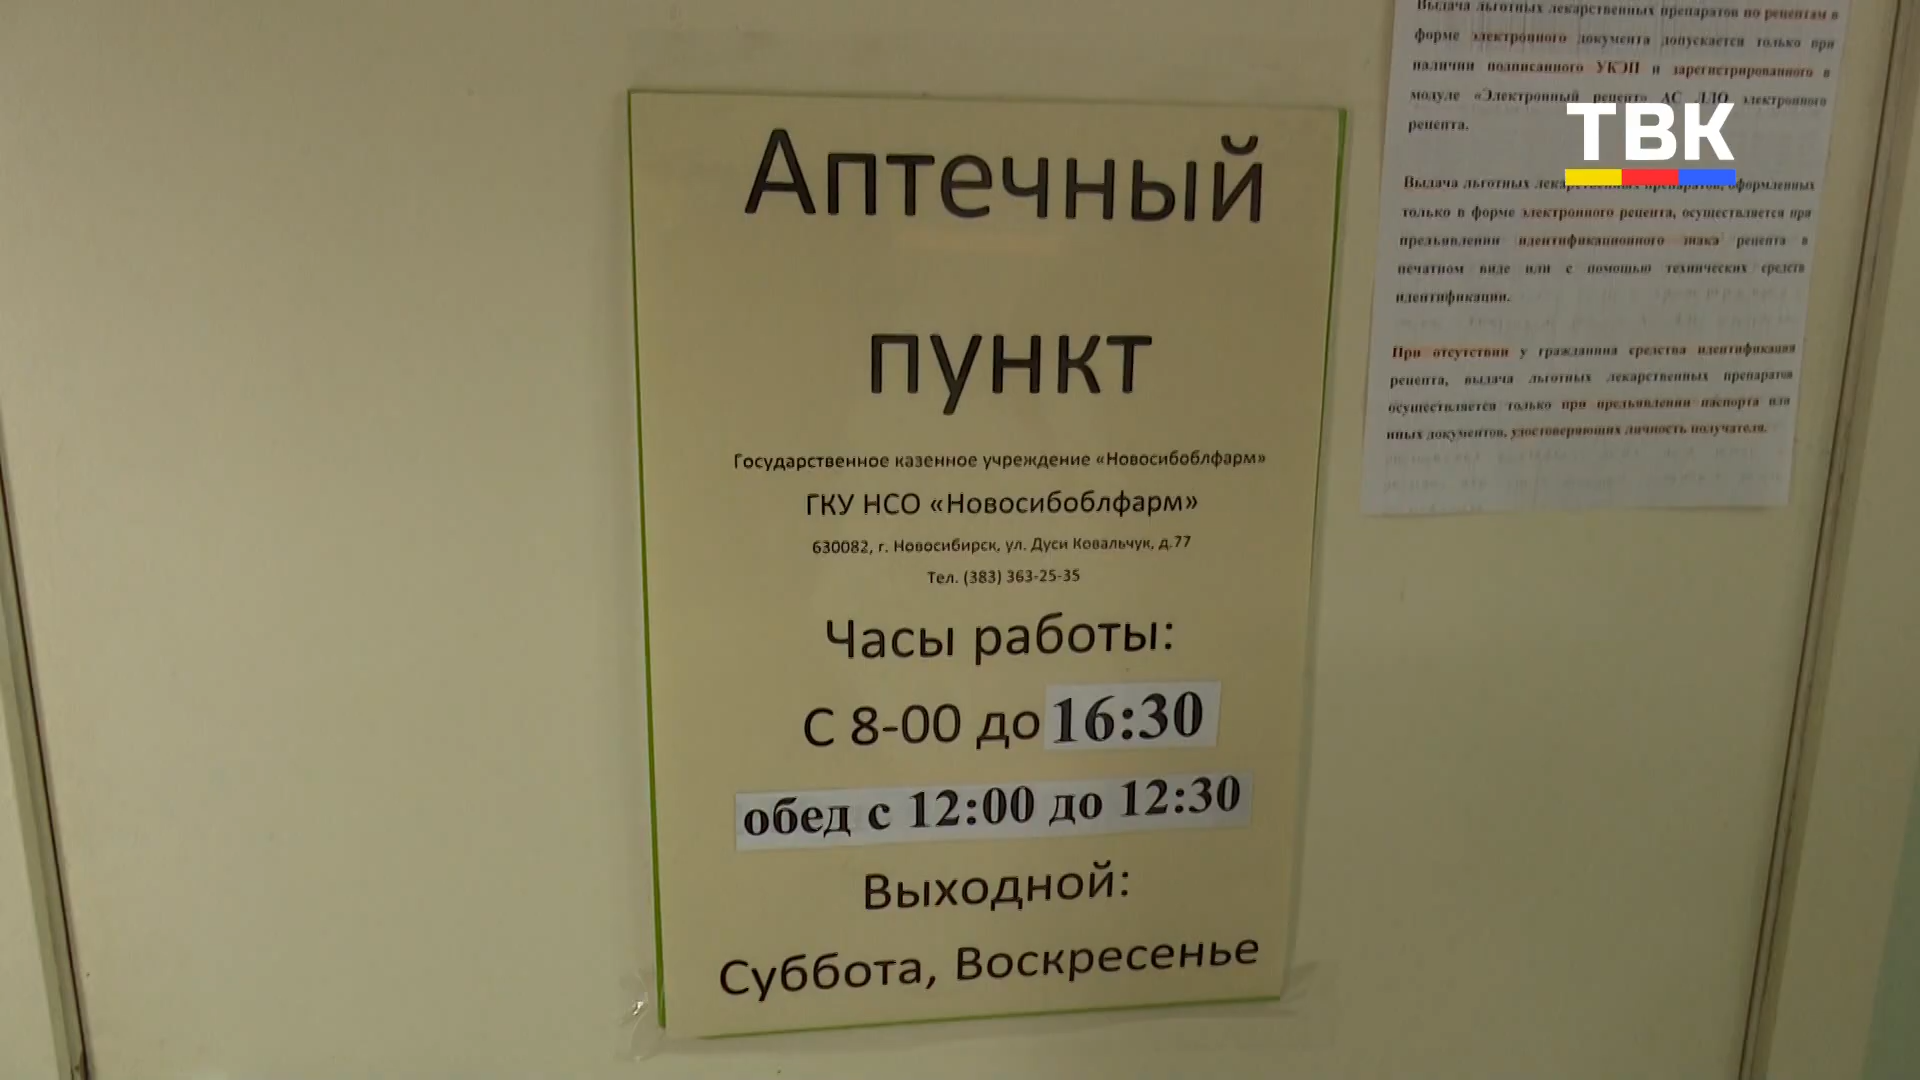 Аптечный
пункт
Государственное казенное учреждение «Новосибоблфарм»
ГКУ НСО «Новосибоблфарм»
630082, г. Новосибирск, ул. Дуси Ковальчук, д.77
Тел. (383) 363-25-35
Часы работы:
С 8-00 до 16:30
обед с 12:00 до 12:30
Выходной:
Суббота, Воскресенье
Выдача льготных лекарственных препаратов по рецептам в
форме электронного документа допускается только при
наличии подписанного УКЭП и зарегистрированного в
модуле «Электронный рецепт» АС ЛЛО электронного
рецепта.
ТВК
Выдача льготных лекарственных препаратов, оформленных
только в форме электронного рецепта, осуществляется при
предъявлении идентификационного знака рецепта в
печатном виде или с помощью технических средств
идентификации.
При отсутствии у гражданина средства идентификации
рецепта, выдача льготных лекарственных препаратов
осуществляется только при предъявлении паспорта или
иных документов, удостоверяющих личность получателя.